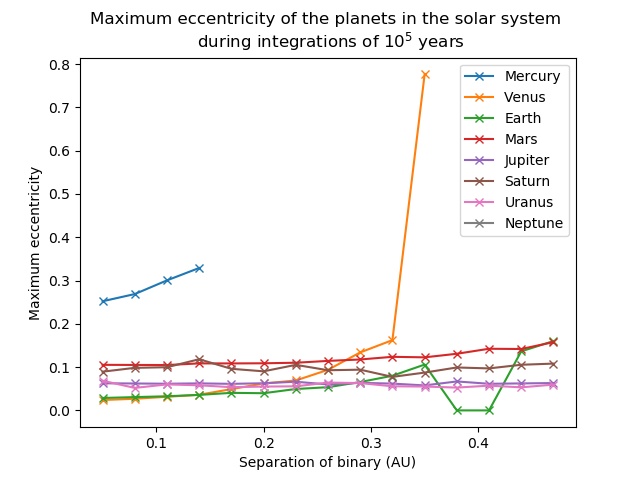 Maximum eccentricity of the planets in the solar system
during integrations of 10⁵ years
Maximum eccentricity
0.8
0.7
0.6
0.5
0.4
0.3
0.2
0.1
0.0
Mercury
Venus
Earth
Mars
Jupiter
Saturn
Uranus
Neptune
0.1 0.2 0.3 0.4
Separation of binary (AU)